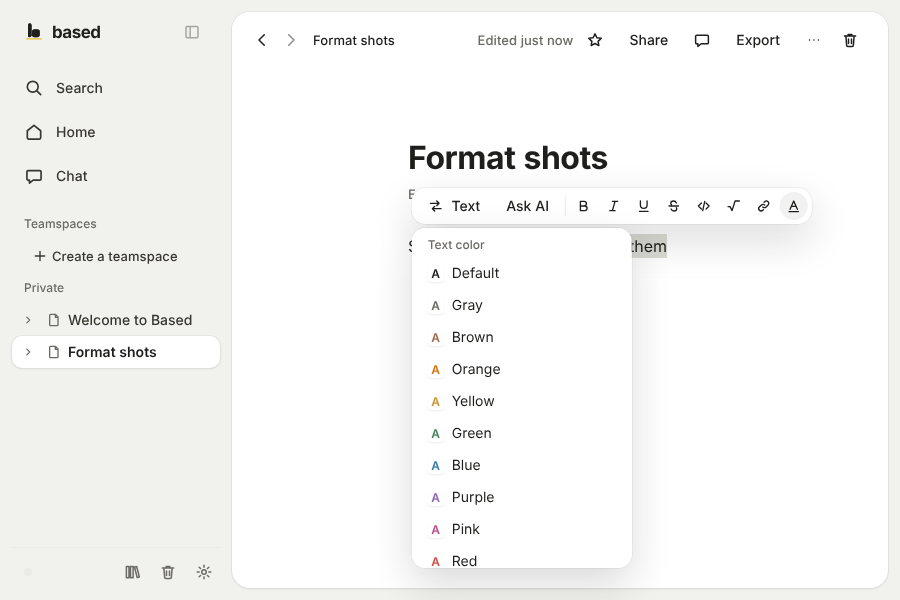 based
Search
Home
Chat
Teamspaces
Create a teamspace
Private
Welcome to Based
Format shots
Format shots
Edited just now
Share
Export
Format shots
Text
Ask AI
them
Text color
A Default
A Gray
A Brown
A Orange
A Yellow
A Green
A Blue
A Purple
A Pink
A Red